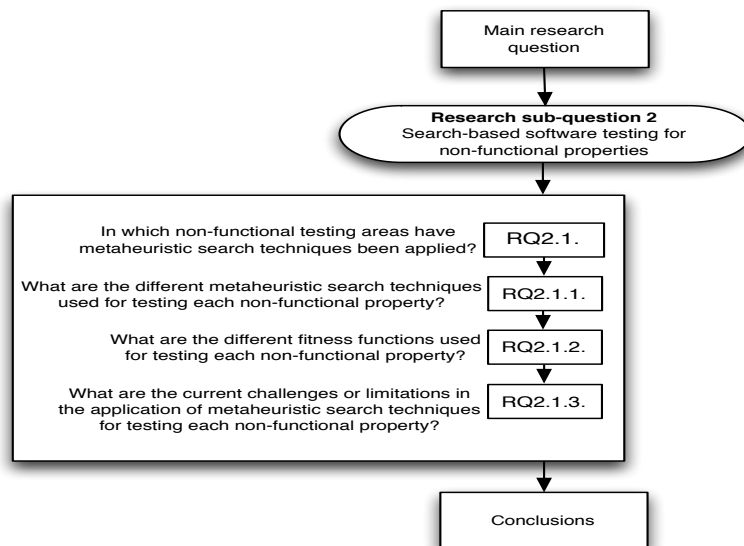 Main research
question
Research sub-question 2
Search-based software testing for
non-functional properties
In which non-functional testing areas have
metaheuristic search techniques been applied?
RQ2.1.
What are the different metaheuristic search techniques
used for testing each non-functional property?
RQ2.1.1.
What are the different fitness functions used
for testing each non-functional property?
RQ2.1.2.
What are the current challenges or limitations in
the application of metaheuristic search techniques
for testing each non-functional property?
RQ2.1.3.
Conclusions